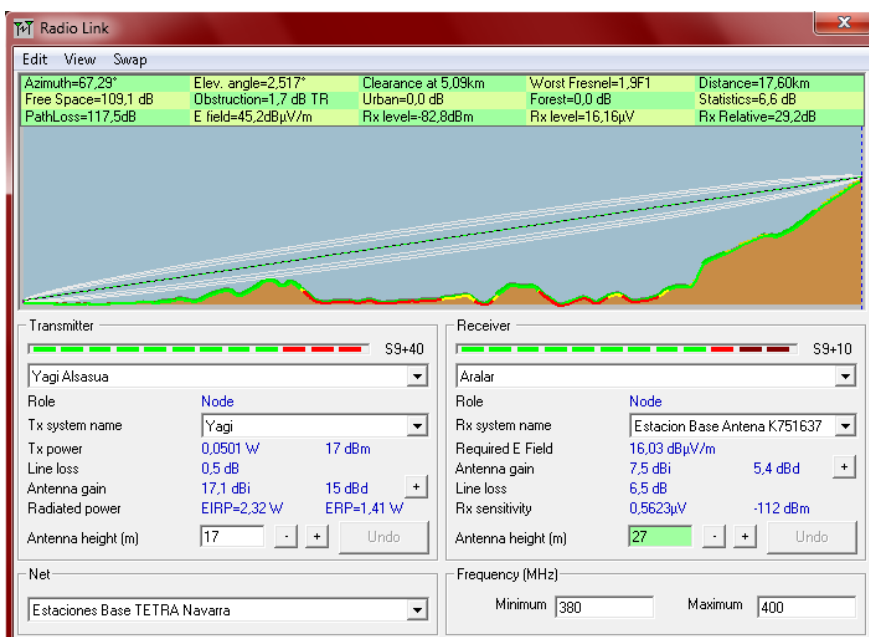 Radio Link
Edit View Swap
Azimuth=67,29° Elev. angle=2,517° Clearance at 5,09km Worst Fresnel=1,9F1 Distance=17,60km
Free Space=109,1 dB Obstruction=1,7 dB TR Urban=0,0 dB Forest=0,0 dB Statistics=6,6 dB
PathLoss=117,5dB E field=45,2dBµV/m Rx level=-82,8dBm Rx level=16,16µV Rx Relative=29,2dB
Transmitter
S9+40
Yagi Alsasua
Role Node
Tx system name Yagi
Tx power 0,0501 W 17 dBm
Line loss 0,5 dB
Antenna gain 17,1 dBi 15 dBd +
Radiated power EIRP=2,32 W ERP=1,41 W
Antenna height (m) 17 - + Undo
Net
Estaciones Base TETRA Navarra
Receiver
S9+10
Aralar
Role Node
Rx system name Estacion Base Antena K751637
Required E Field 16,03 dBµV/m
Antenna gain 7,5 dBi 5,4 dBd +
Line loss 6,5 dB
Rx sensitivity 0,5623µV -112 dBm
Antenna height (m) 27 - + Undo
Frequency (MHz)
Minimum 380 Maximum 400